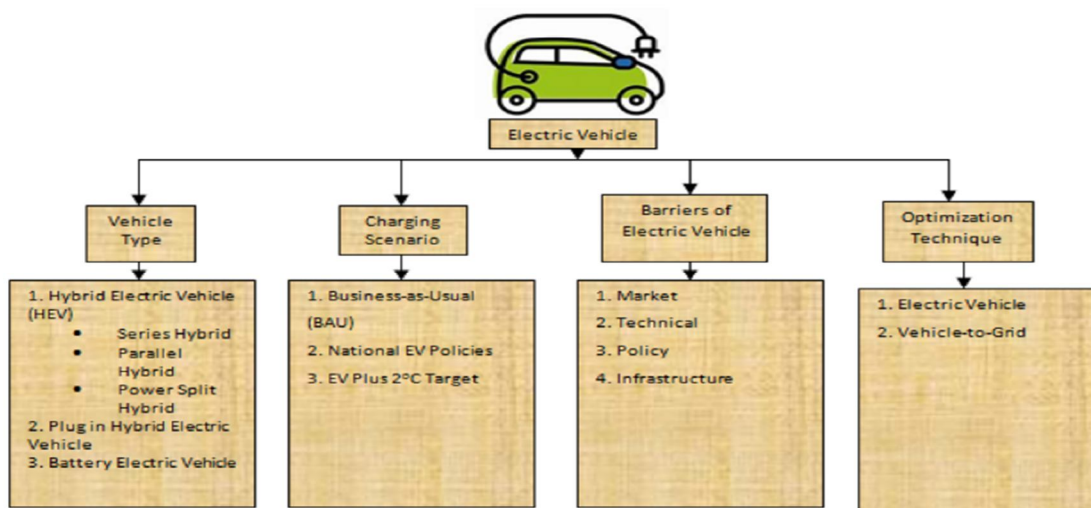 Electric Vehicle
Vehicle
Type
Charging
Scenario
Barriers of
Electric Vehicle
Optimization
Technique
1. Hybrid Electric Vehicle
(HEV)
• Series Hybrid
• Parallel
Hybrid
• Power Split
Hybrid
2. Plug in Hybrid Electric
Vehicle
3. Battery Electric Vehicle
1. Business-as-Usual
(BAU)
2. National EV Policies
3. EV Plus 2°C Target
1. Market
2. Technical
3. Policy
4. Infrastructure
1. Electric Vehicle
2. Vehicle-to-Grid